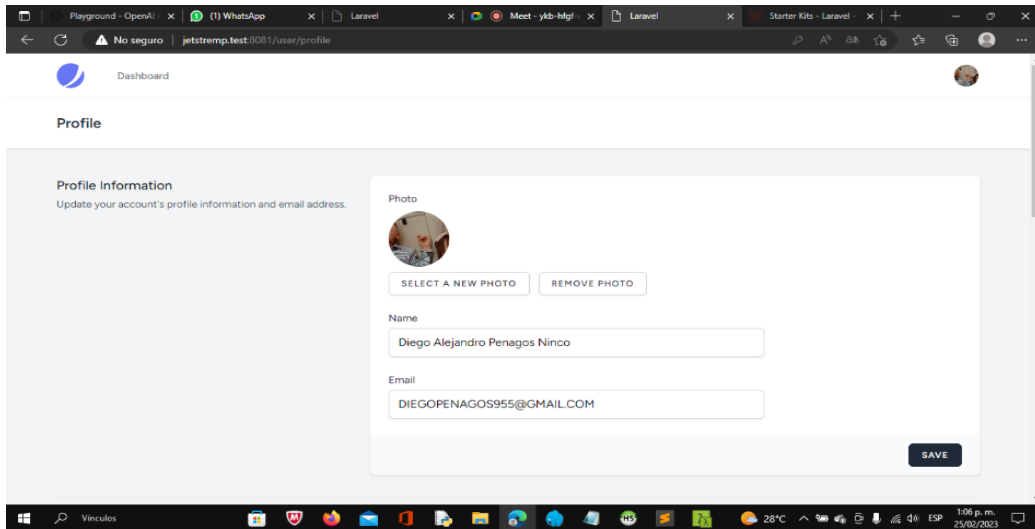 Playground - OpenAI A
(1) WhatsApp
Laravel
Meet - ykb-hfgf-
Laravel
Starter Kits - Laravel -
No seguro | jetstremp.test:8081/user/profile
Dashboard
Profile
Profile Information
Update your account's profile information and email address.
Photo
SELECT A NEW PHOTO
REMOVE PHOTO
Name
Diego Alejandro Penagos Ninco
Email
DIEGOPENAGOS955@GMAIL.COM
SAVE
Vínculos
HS
28°C
ESP
1:06 p. m.
25/02/2023